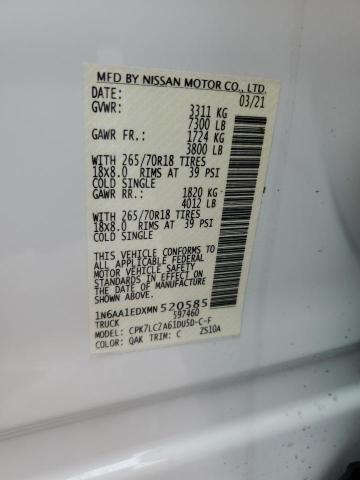 MFD BY NISSAN MOTOR CO., LTD.
DATE: 03/21
GVWR: 3311 KG
7300 LB
GAWR FR.: 1724 KG
3800 LB
WITH 265/70R18 TIRES
18x8.0 RIMS AT 39 PSI
COLD SINGLE
GAWR RR.: 1820 KG
4012 LB
WITH 265/70R18 TIRES
18x8.0 RIMS AT 39 PSI
COLD SINGLE
THIS VEHICLE CONFORMS TO
ALL APPLICABLE FEDERAL
MOTOR VEHICLE SAFETY
STANDARDS IN EFFECT ON
THE DATE OF MANUFACTURE
SHOWN ABOVE.
1N6AA1EDXMN520585
TRUCK 597460
MODEL: CPK7LC2A61DU5D-C-F
COLOR: QAK TRIM: C ZS10A